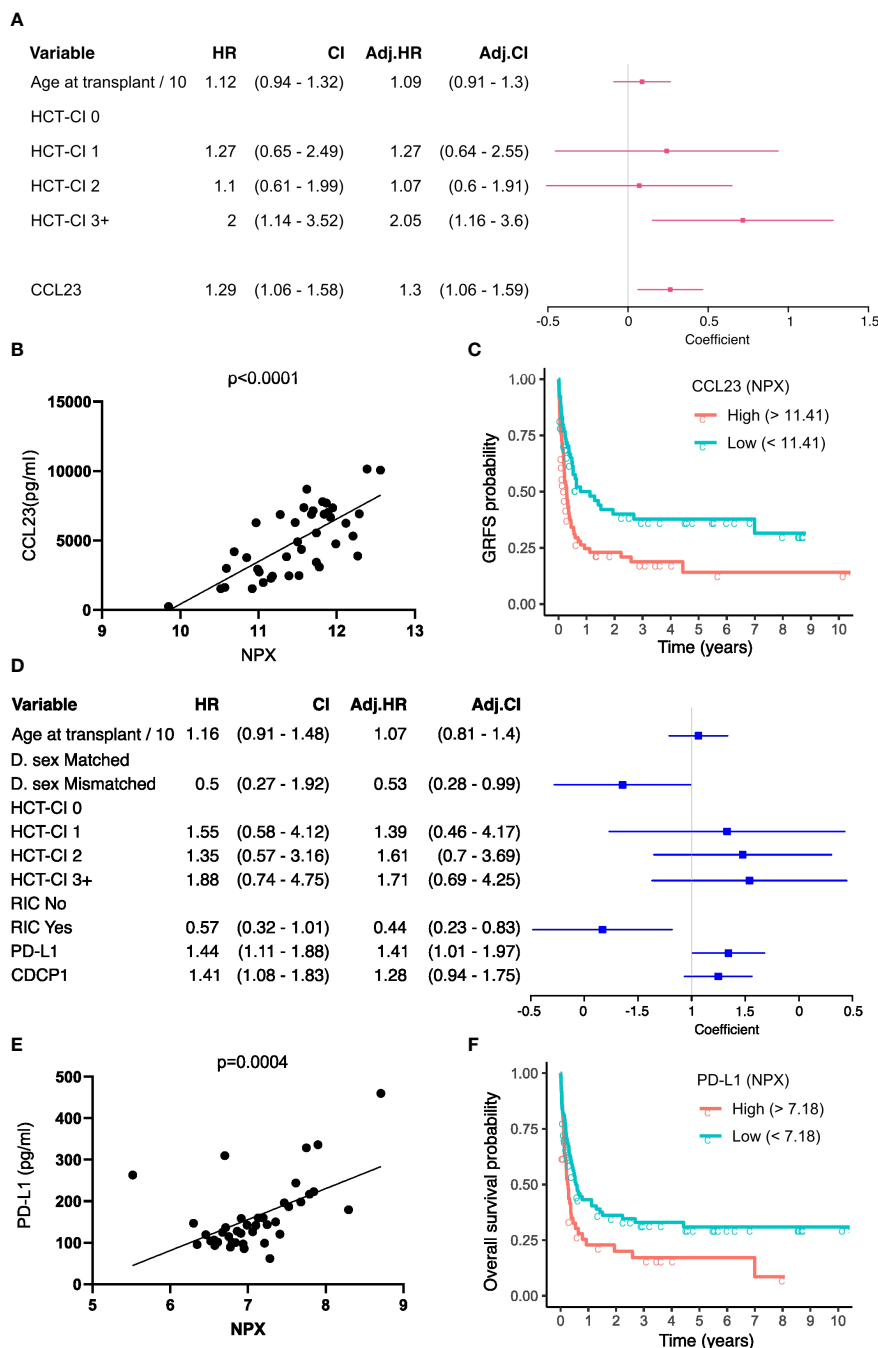 A
Variable HR CI Adj.HR Adj.CI
Age at transplant / 10 1.12 (0.94 - 1.32) 1.09 (0.91 - 1.3)
HCT-CI 0
HCT-CI 1 1.27 (0.65 - 2.49) 1.27 (0.64 - 2.55)
HCT-CI 2 1.1 (0.61 - 1.99) 1.07 (0.6 - 1.91)
HCT-CI 3+ 2 (1.14 - 3.52) 2.05 (1.16 - 3.6)
CCL23 1.29 (1.06 - 1.58) 1.3 (1.06 - 1.59)
-0.5 0 0.5 1 1.5
Coefficient
B
p<0.0001
CCL23(pg/ml)
15000
10000
5000
0
9 10 11 12 13
NPX
C
GRFS probability
1.00
0.75
0.50
0.25
0.00
CCL23 (NPX)
High (> 11.41)
Low (< 11.41)
0 1 2 3 4 5 6 7 8 9 10
Time (years)
D
Variable HR CI Adj.HR Adj.CI
Age at transplant / 10 1.16 (0.91 - 1.48) 1.07 (0.81 - 1.4)
D. sex Matched
D. sex Mismatched 0.5 (0.27 - 1.92) 0.53 (0.28 - 0.99)
HCT-CI 0
HCT-CI 1 1.55 (0.58 - 4.12) 1.39 (0.46 - 4.17)
HCT-CI 2 1.35 (0.57 - 3.16) 1.61 (0.7 - 3.69)
HCT-CI 3+ 1.88 (0.74 - 4.75) 1.71 (0.69 - 4.25)
RIC No
RIC Yes 0.57 (0.32 - 1.01) 0.44 (0.23 - 0.83)
PD-L1 1.44 (1.11 - 1.88) 1.41 (1.01 - 1.97)
CDCP1 1.41 (1.08 - 1.83) 1.28 (0.94 - 1.75)
-0.5 0 -1.5 1 1.5 0 0.5
Coefficient
E
p=0.0004
PD-L1 (pg/ml)
500
400
300
200
100
0
5 6 7 8 9
NPX
F
Overall survival probability
1.00
0.75
0.50
0.25
0.00
PD-L1 (NPX)
High (> 7.18)
Low (< 7.18)
0 1 2 3 4 5 6 7 8 9 10
Time (years)